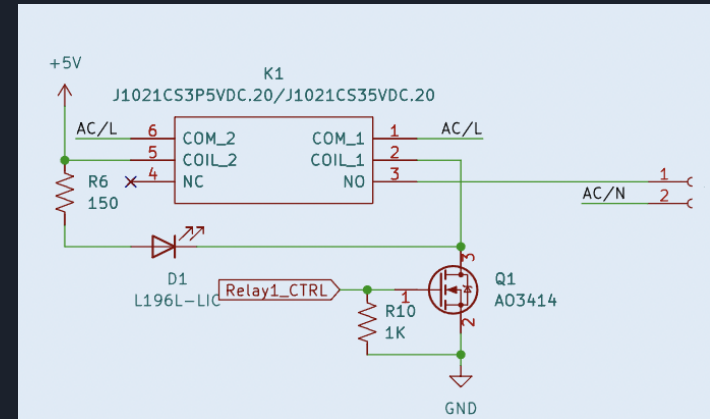 +5V
K1
J1021CS3P5VDC.20/J1021CS35VDC.20
AC/L 6 COM_2 COM_1 1 AC/L
5 COIL_2 COIL_1 2
R6 4 NC NO 3 1
150 AC/N 2
3
D1 Q1
L196L-LIC Relay1_CTRL 1 AO3414
R10
1K 2
GND